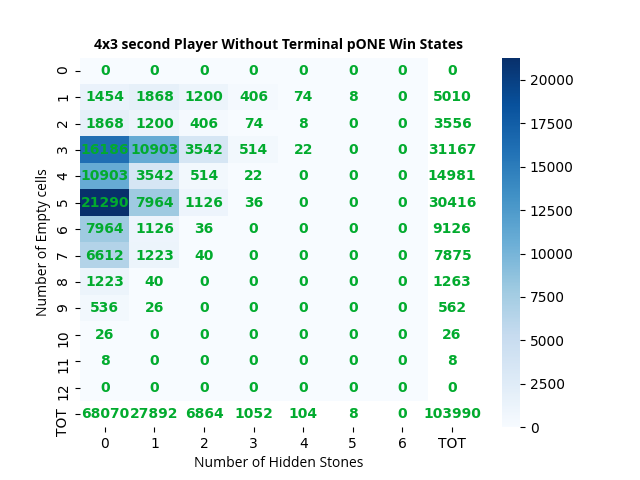 4x3 second Player Without Terminal pONE Win States
0 0 0 0 0 0 0 0 0
1 1454 1868 1200 406 74 8 0 5010
2 1868 1200 406 74 8 0 0 3556
3 16186 10903 3542 514 22 0 0 31167
4 10903 3542 514 22 0 0 0 14981
5 21290 7964 1126 36 0 0 0 30416
6 7964 1126 36 0 0 0 0 9126
7 6612 1223 40 0 0 0 0 7875
8 1223 40 0 0 0 0 0 1263
9 536 26 0 0 0 0 0 562
10 26 0 0 0 0 0 0 26
11 8 0 0 0 0 0 0 8
12 0 0 0 0 0 0 0 0
TOT 68070 27892 6864 1052 104 8 0 103990
0 1 2 3 4 5 6 TOT
Number of Hidden Stones
Number of Empty cells
20000
17500
15000
12500
10000
7500
5000
2500
0